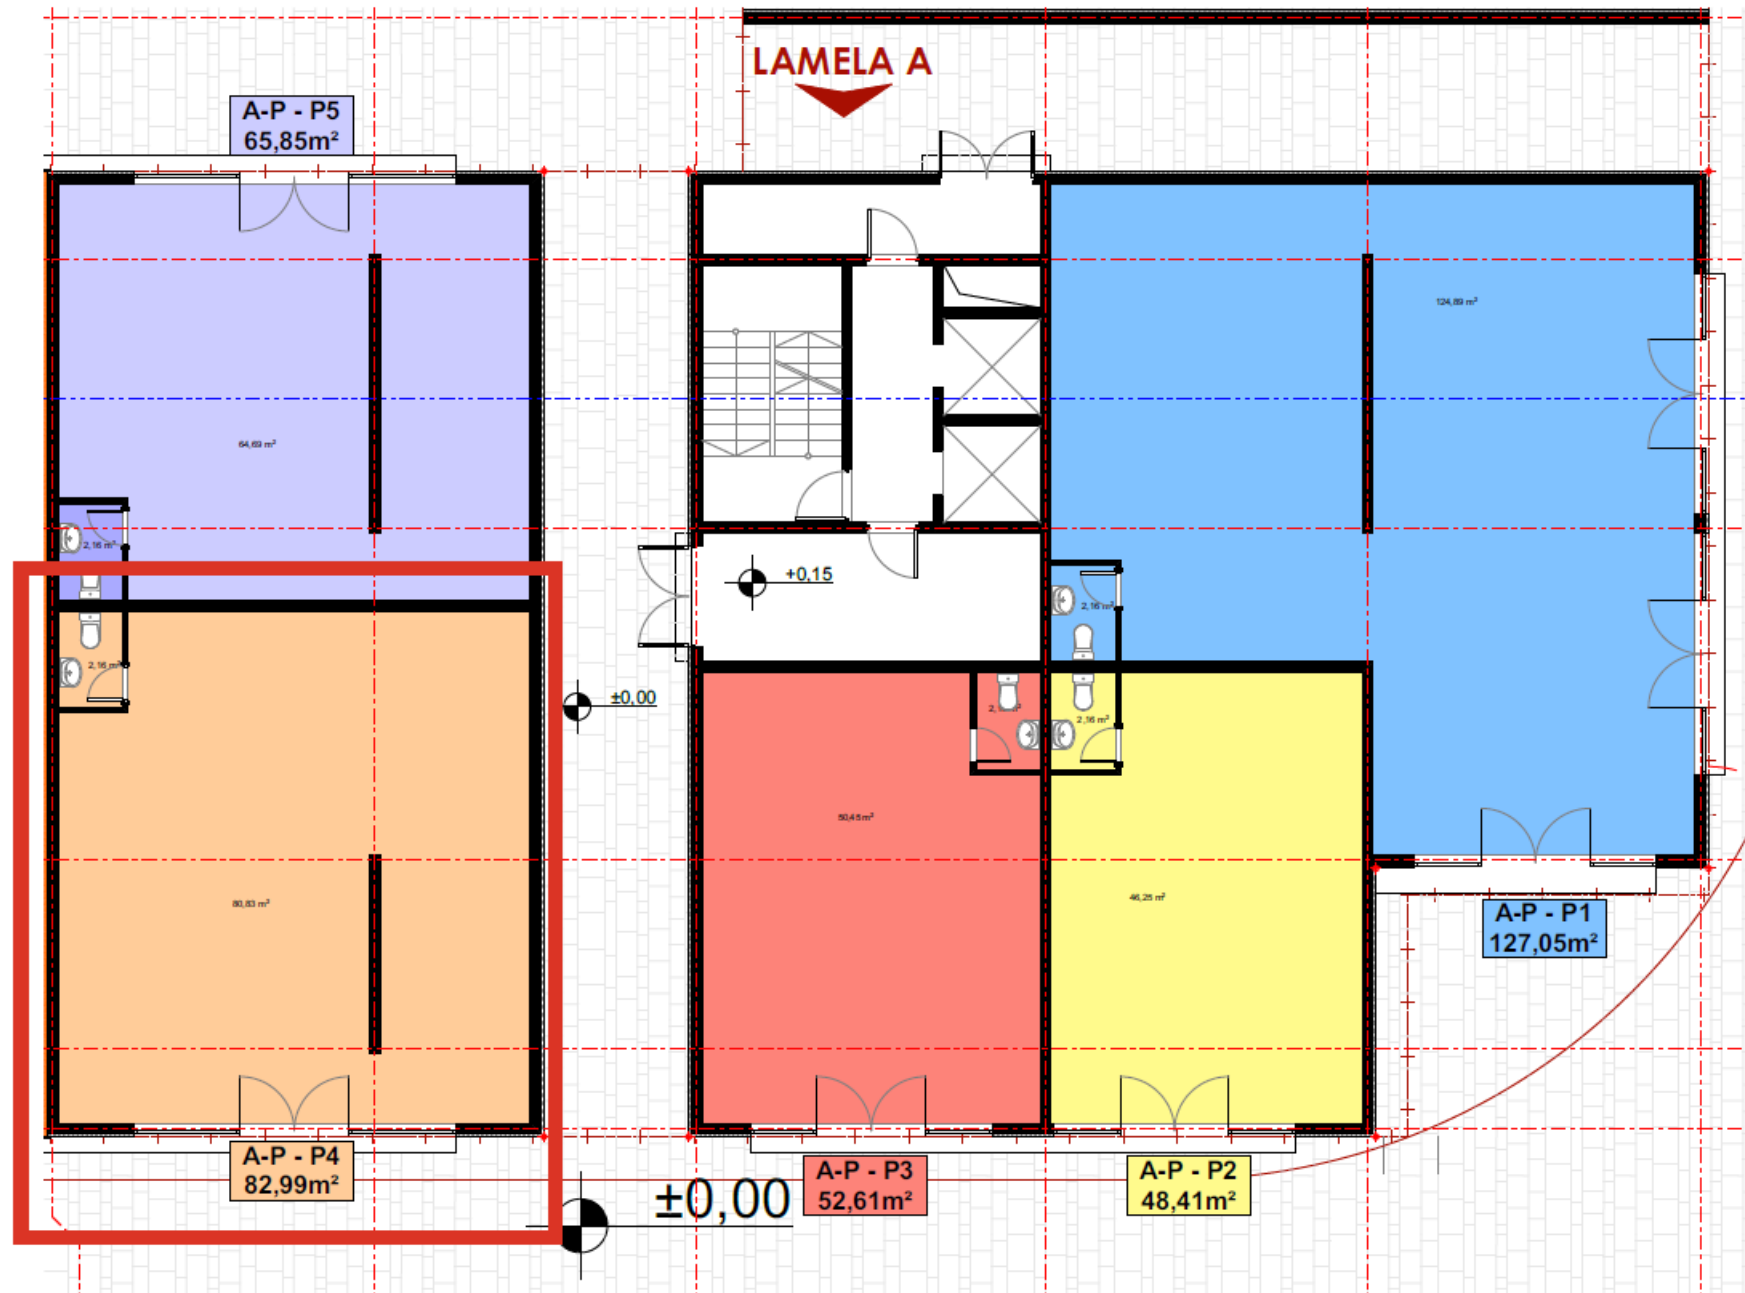 LAMELA A
A-P - P5
65,85m²
124,89 m²
64,69 m²
2,16 m²
+0,15
2,16 m²
2,16 m²
±0,00
2,16 m²
50,45 m²
46,25 m²
80,83 m²
A-P - P1
127,05m²
A-P - P4
82,99m²
±0,00
A-P - P3
52,61m²
A-P - P2
48,41m²